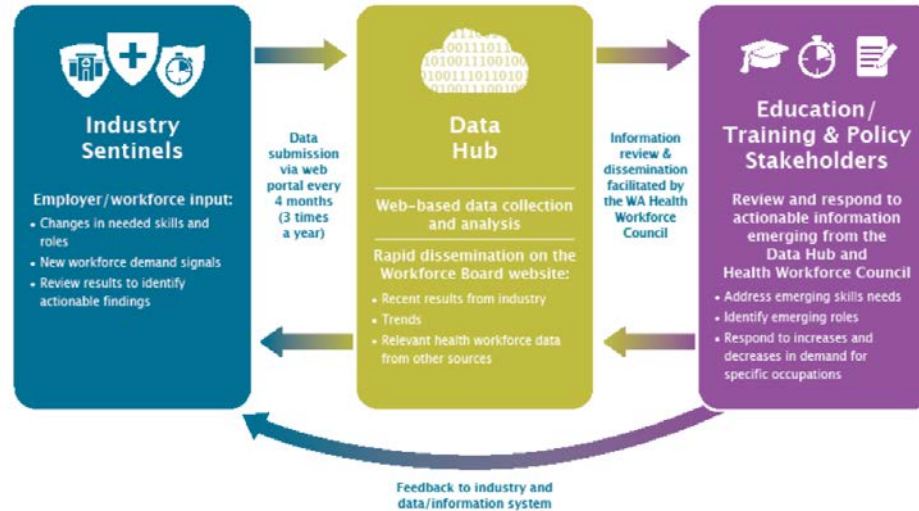 Industry
Sentinels
Employer/workforce input:
• Changes in needed skills and
roles
• New workforce demand signals
• Review results to identify
actionable findings
Data
submission
via web
portal every
4 months
(3 times
a year)
Data
Hub
Web-based data collection
and analysis
Rapid dissemination on the
Workforce Board website:
• Recent results from industry
• Trends
• Relevant health workforce data
from other sources
Information
review &
dissemination
facilitated by
the WA Health
Workforce
Council
Education/
Training & Policy
Stakeholders
Review and respond to
actionable information
emerging from the
Data Hub and
Health Workforce Council
• Address emerging skills needs
• Identify emerging roles
• Respond to increases and
decreases in demand for
specific occupations
Feedback to industry and
data/information system